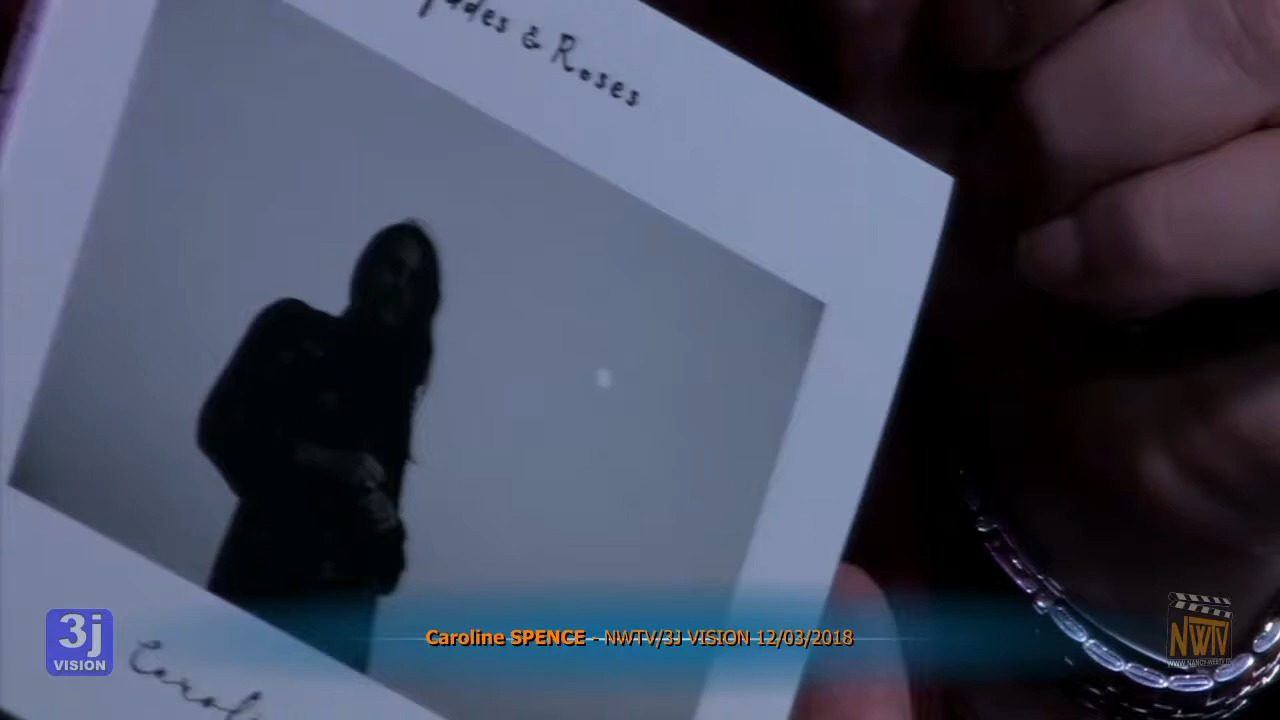 & Roses
Caroline SPENCE - NWTV/3J VISION 12/03/2018
3j
VISION
NWTV